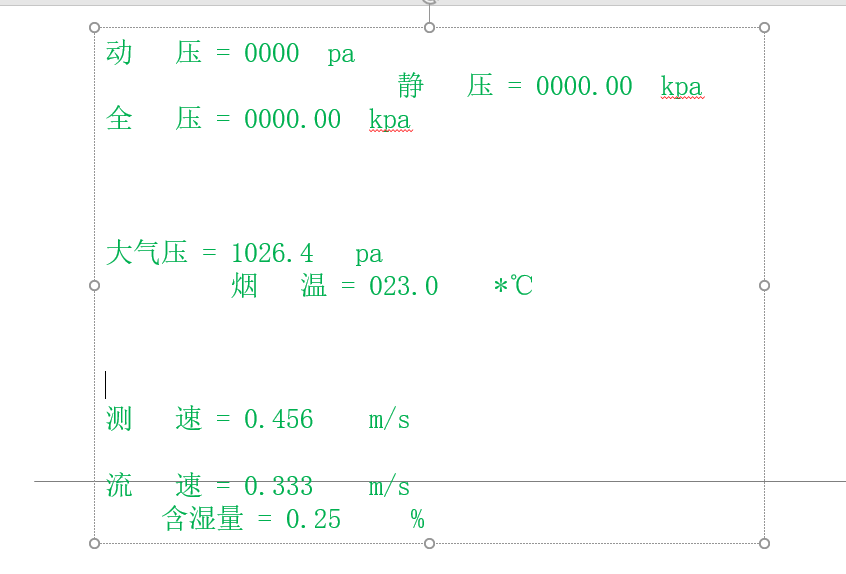 动   压 = 0000  pa
静   压 = 0000.00  kpa
全   压 = 0000.00  kpa
大气压 = 1026.4   pa
烟   温 = 023.0    *℃
测   速 = 0.456    m/s
流   速 = 0.333    m/s
含湿量 = 0.25     %